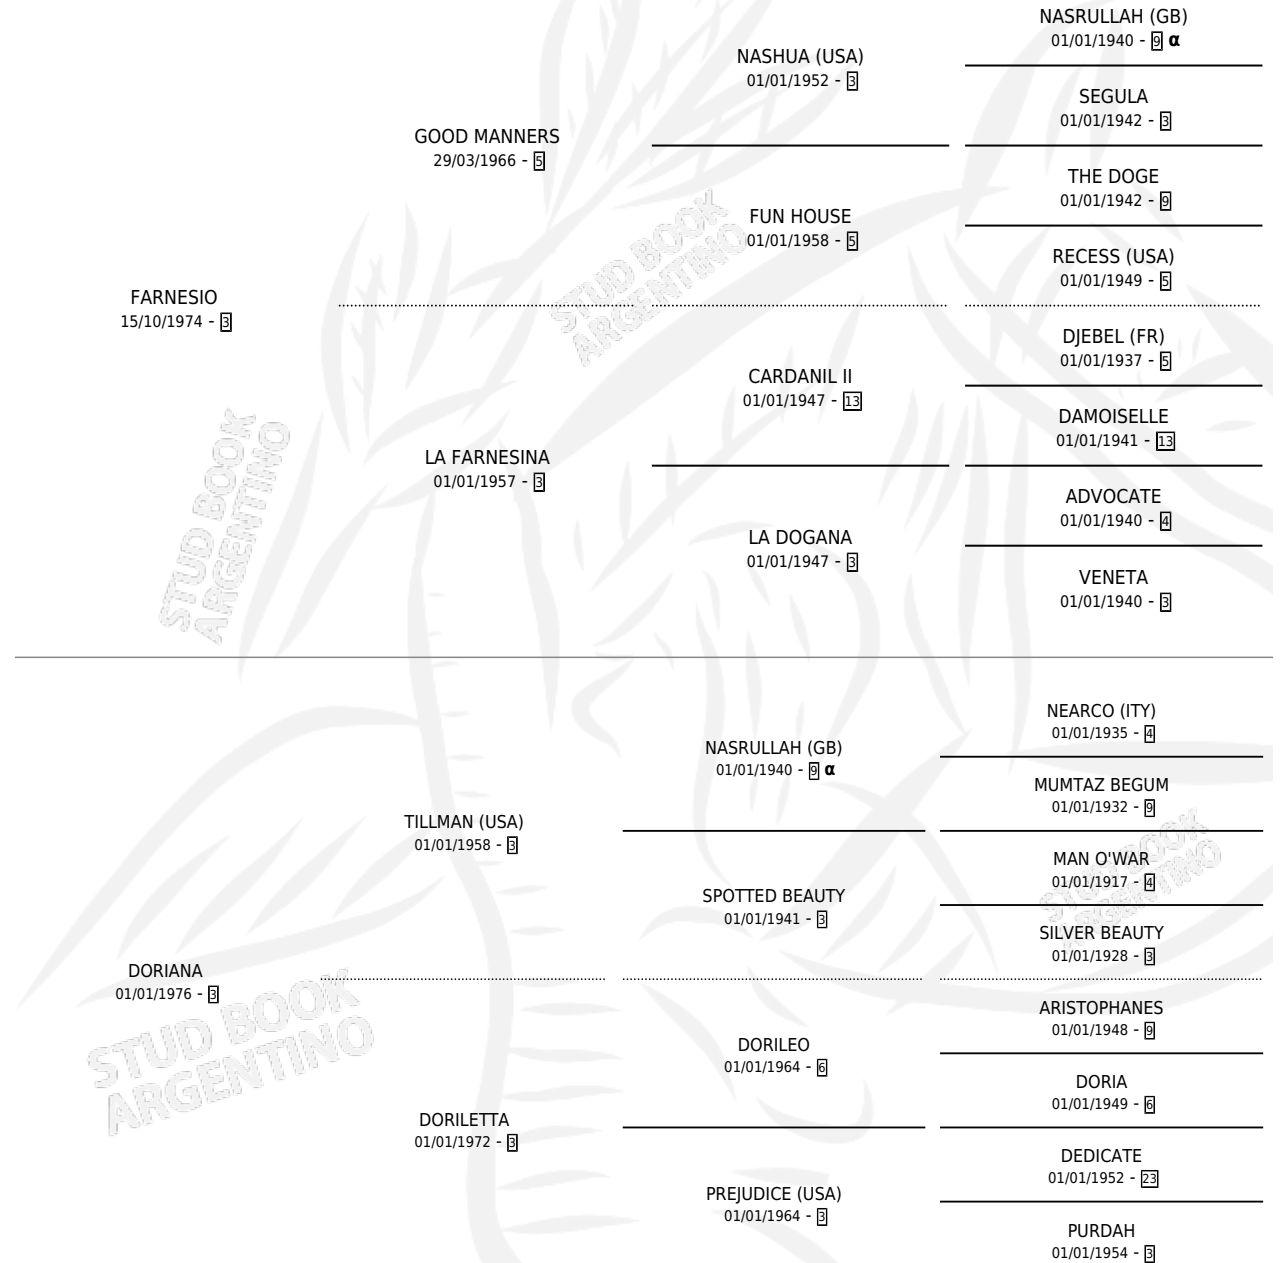 FARNESIO
15/10/1974 - 3
GOOD MANNERS
29/03/1966 - 5
NASHUA (USA)
01/01/1952 - 3
NASRULLAH (GB)
01/01/1940 - 9 α
SEGULA
01/01/1942 - 3
FUN HOUSE
01/01/1958 - 5
THE DOGE
01/01/1942 - 9
RECESS (USA)
01/01/1949 - 5
LA FARNESINA
01/01/1957 - 3
CARDANIL II
01/01/1947 - 13
DJEBEL (FR)
01/01/1937 - 5
DAMOISELLE
01/01/1941 - 13
LA DOGANA
01/01/1947 - 3
ADVOCATE
01/01/1940 - 4
VENETA
01/01/1940 - 3
DORIANA
01/01/1976 - 3
TILLMAN (USA)
01/01/1958 - 3
NASRULLAH (GB)
01/01/1940 - 9 α
NEARCO (ITY)
01/01/1935 - 4
MUMTAZ BEGUM
01/01/1932 - 9
SPOTTED BEAUTY
01/01/1941 - 3
MAN O'WAR
01/01/1917 - 4
SILVER BEAUTY
01/01/1928 - 3
DORILETTA
01/01/1972 - 3
DORILEO
01/01/1964 - 6
ARISTOPHANES
01/01/1948 - 9
DORIA
01/01/1949 - 6
PREJUDICE (USA)
01/01/1964 - 3
DEDICATE
01/01/1952 - 23
PURDAH
01/01/1954 - 3
STUD BOOK
ARGENTINO
STUD BOOK
ARGENTINO
STUD BOOK
ARGENTINO
STUD BOOK
ARGENTINO